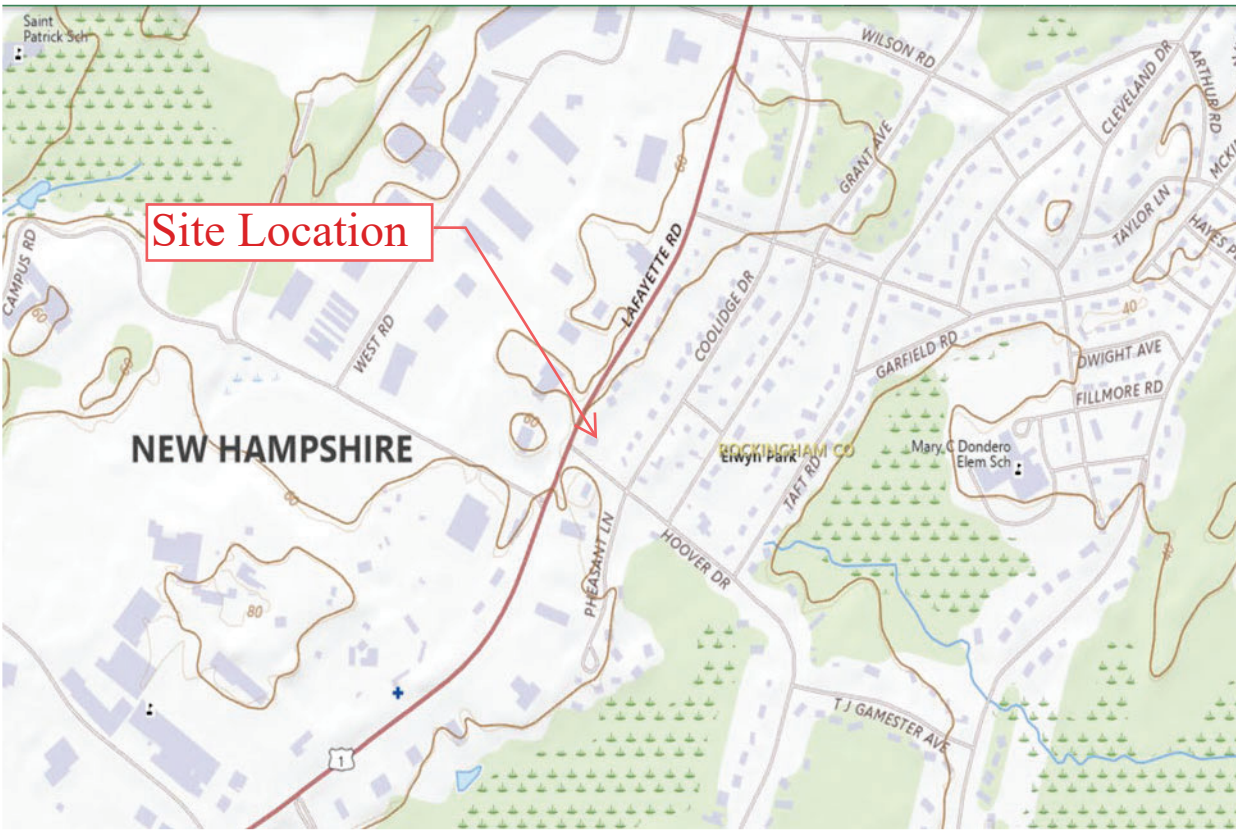 Saint
Patrick Sch
WILSON RD
CLEVELAND DR
ARTHUR RD
GRANT AVE
60
MCKI
TAYLOR LN
HAYES P
Site Location
CAMPUS RD
LAFAYETTE RD
COOLIDGE DR
60
WEST RD
40
GARFIELD RD
DWIGHT AVE
60
FILLMORE RD
60
NEW HAMPSHIRE
ROCKINGHAM CO
Elwyn Park
Mary C Dondero
Elem Sch
TAFT RD
60
HOOVER DR
40
PHEASANT LN
80
T J GAMESTER AVE
1